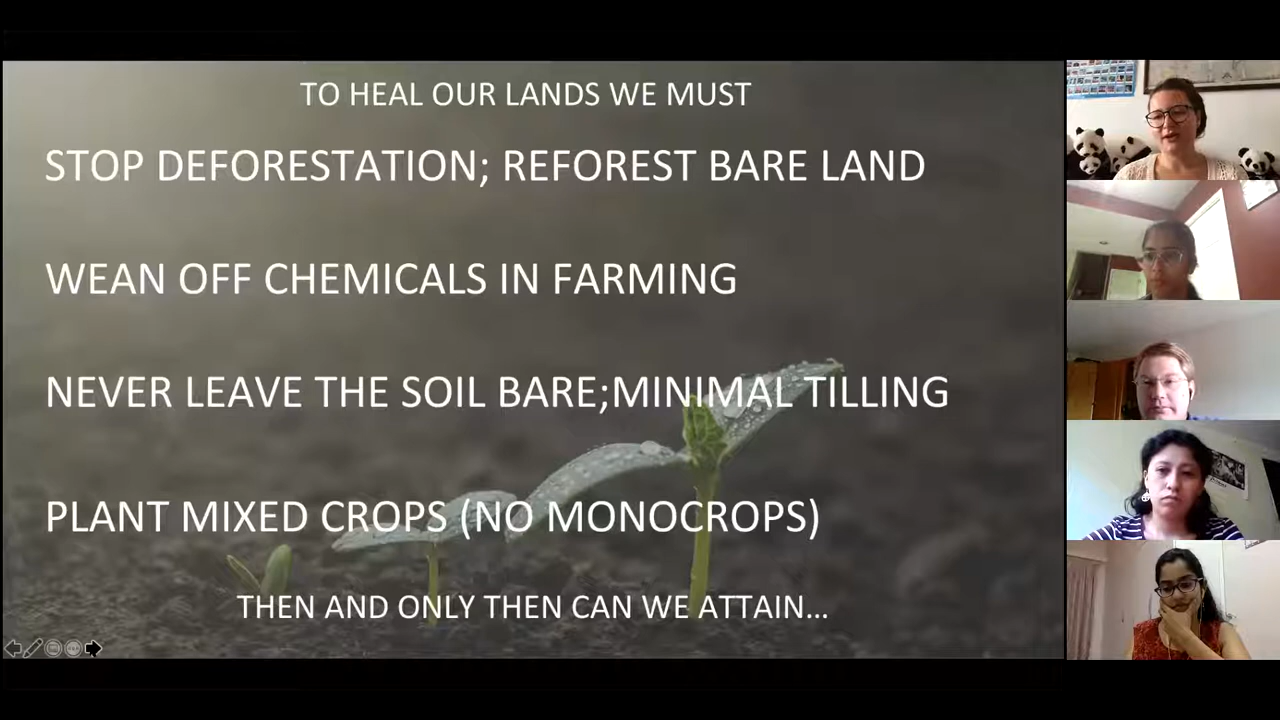 TO HEAL OUR LANDS WE MUST
STOP DEFORESTATION; REFOREST BARE LAND
WEAN OFF CHEMICALS IN FARMING
NEVER LEAVE THE SOIL BARE;MINIMAL TILLING
PLANT MIXED CROPS (NO MONOCROPS)
THEN AND ONLY THEN CAN WE ATTAIN...